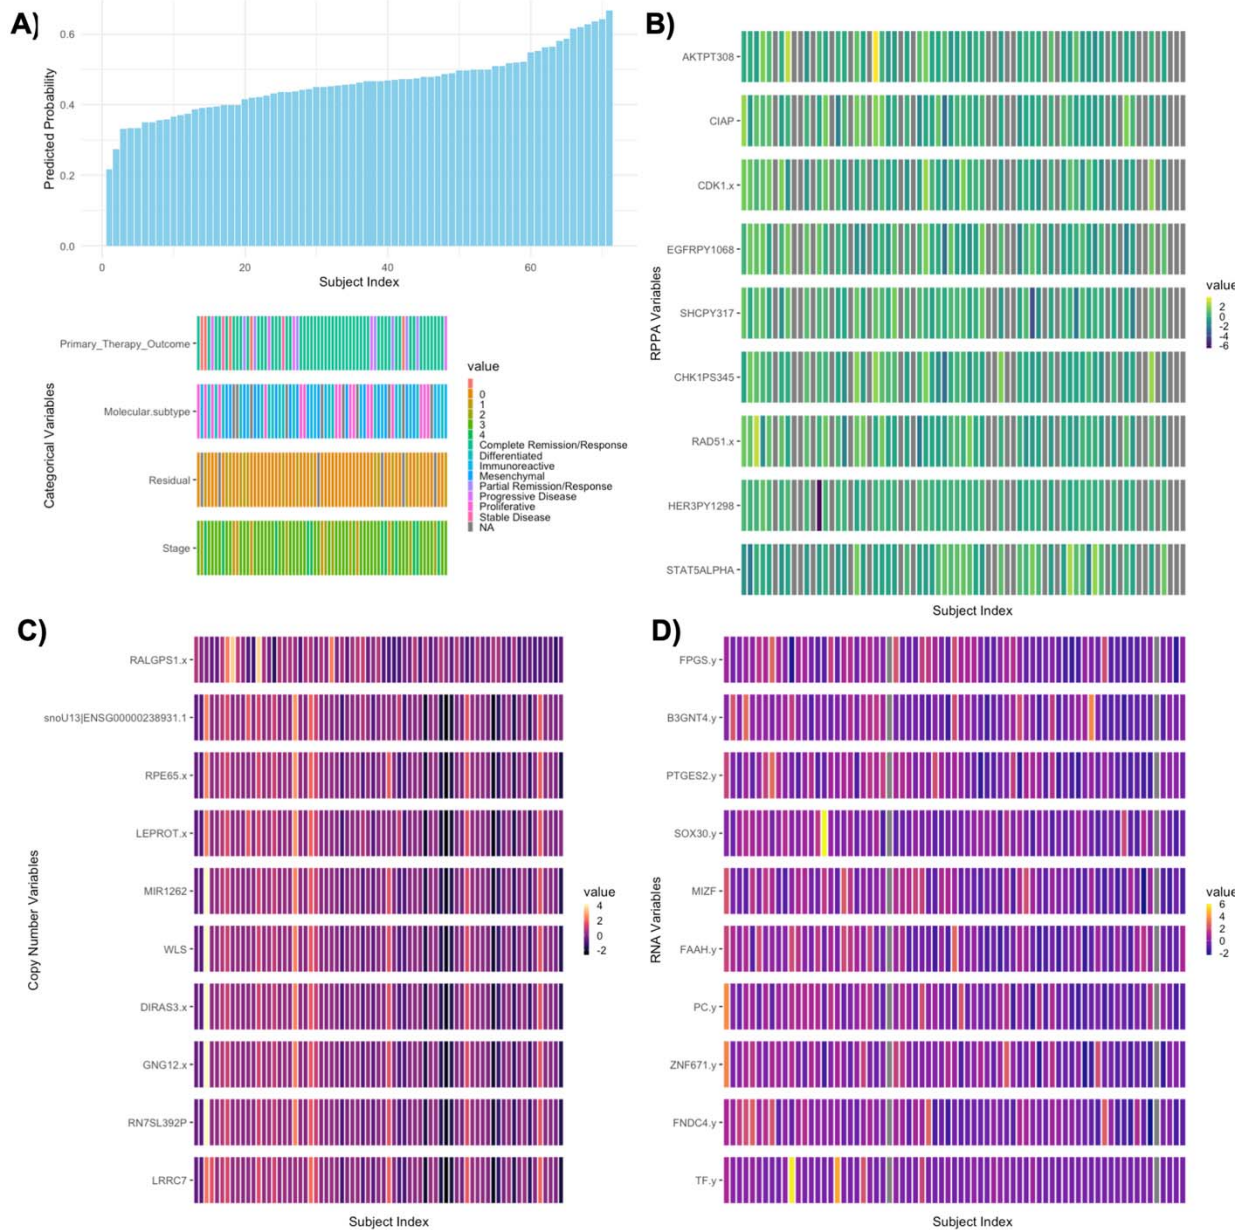 A)
0.6
0.4
0.2
0.0
Predicted Probability
0
20
40
60
Subject Index
Categorical Variables
Primary_Therapy_Outcome
Molecular.subtype
Residual
Stage
value
0
1
2
3
4
Complete Remission/Response
Differentiated
Immunoreactive
Mesenchymal
Partial Remission/Response
Progressive Disease
Proliferative
Stable Disease
NA
B)
RPPA Variables
AKTPT308
CIAP
CDK1.x
EGFRPY1068
SHCPY317
CHK1PS345
RAD51.x
HER3PY1298
STAT5ALPHA
Subject Index
value
2
0
-2
-4
-6
C)
Copy Number Variables
RALGPS1.x
snoU13|ENSG00000238931.1
RPE65.x
LEPROT.x
MIR1262
WLS
DIRAS3.x
GNG12.x
RN7SL392P
LRRC7
Subject Index
value
4
2
0
-2
D)
RNA Variables
FPGS.y
B3GNT4.y
PTGES2.y
SOX30.y
MIZF
FAAH.y
PC.y
ZNF671.y
FNDC4.y
TF.y
Subject Index
value
6
4
2
0
-2